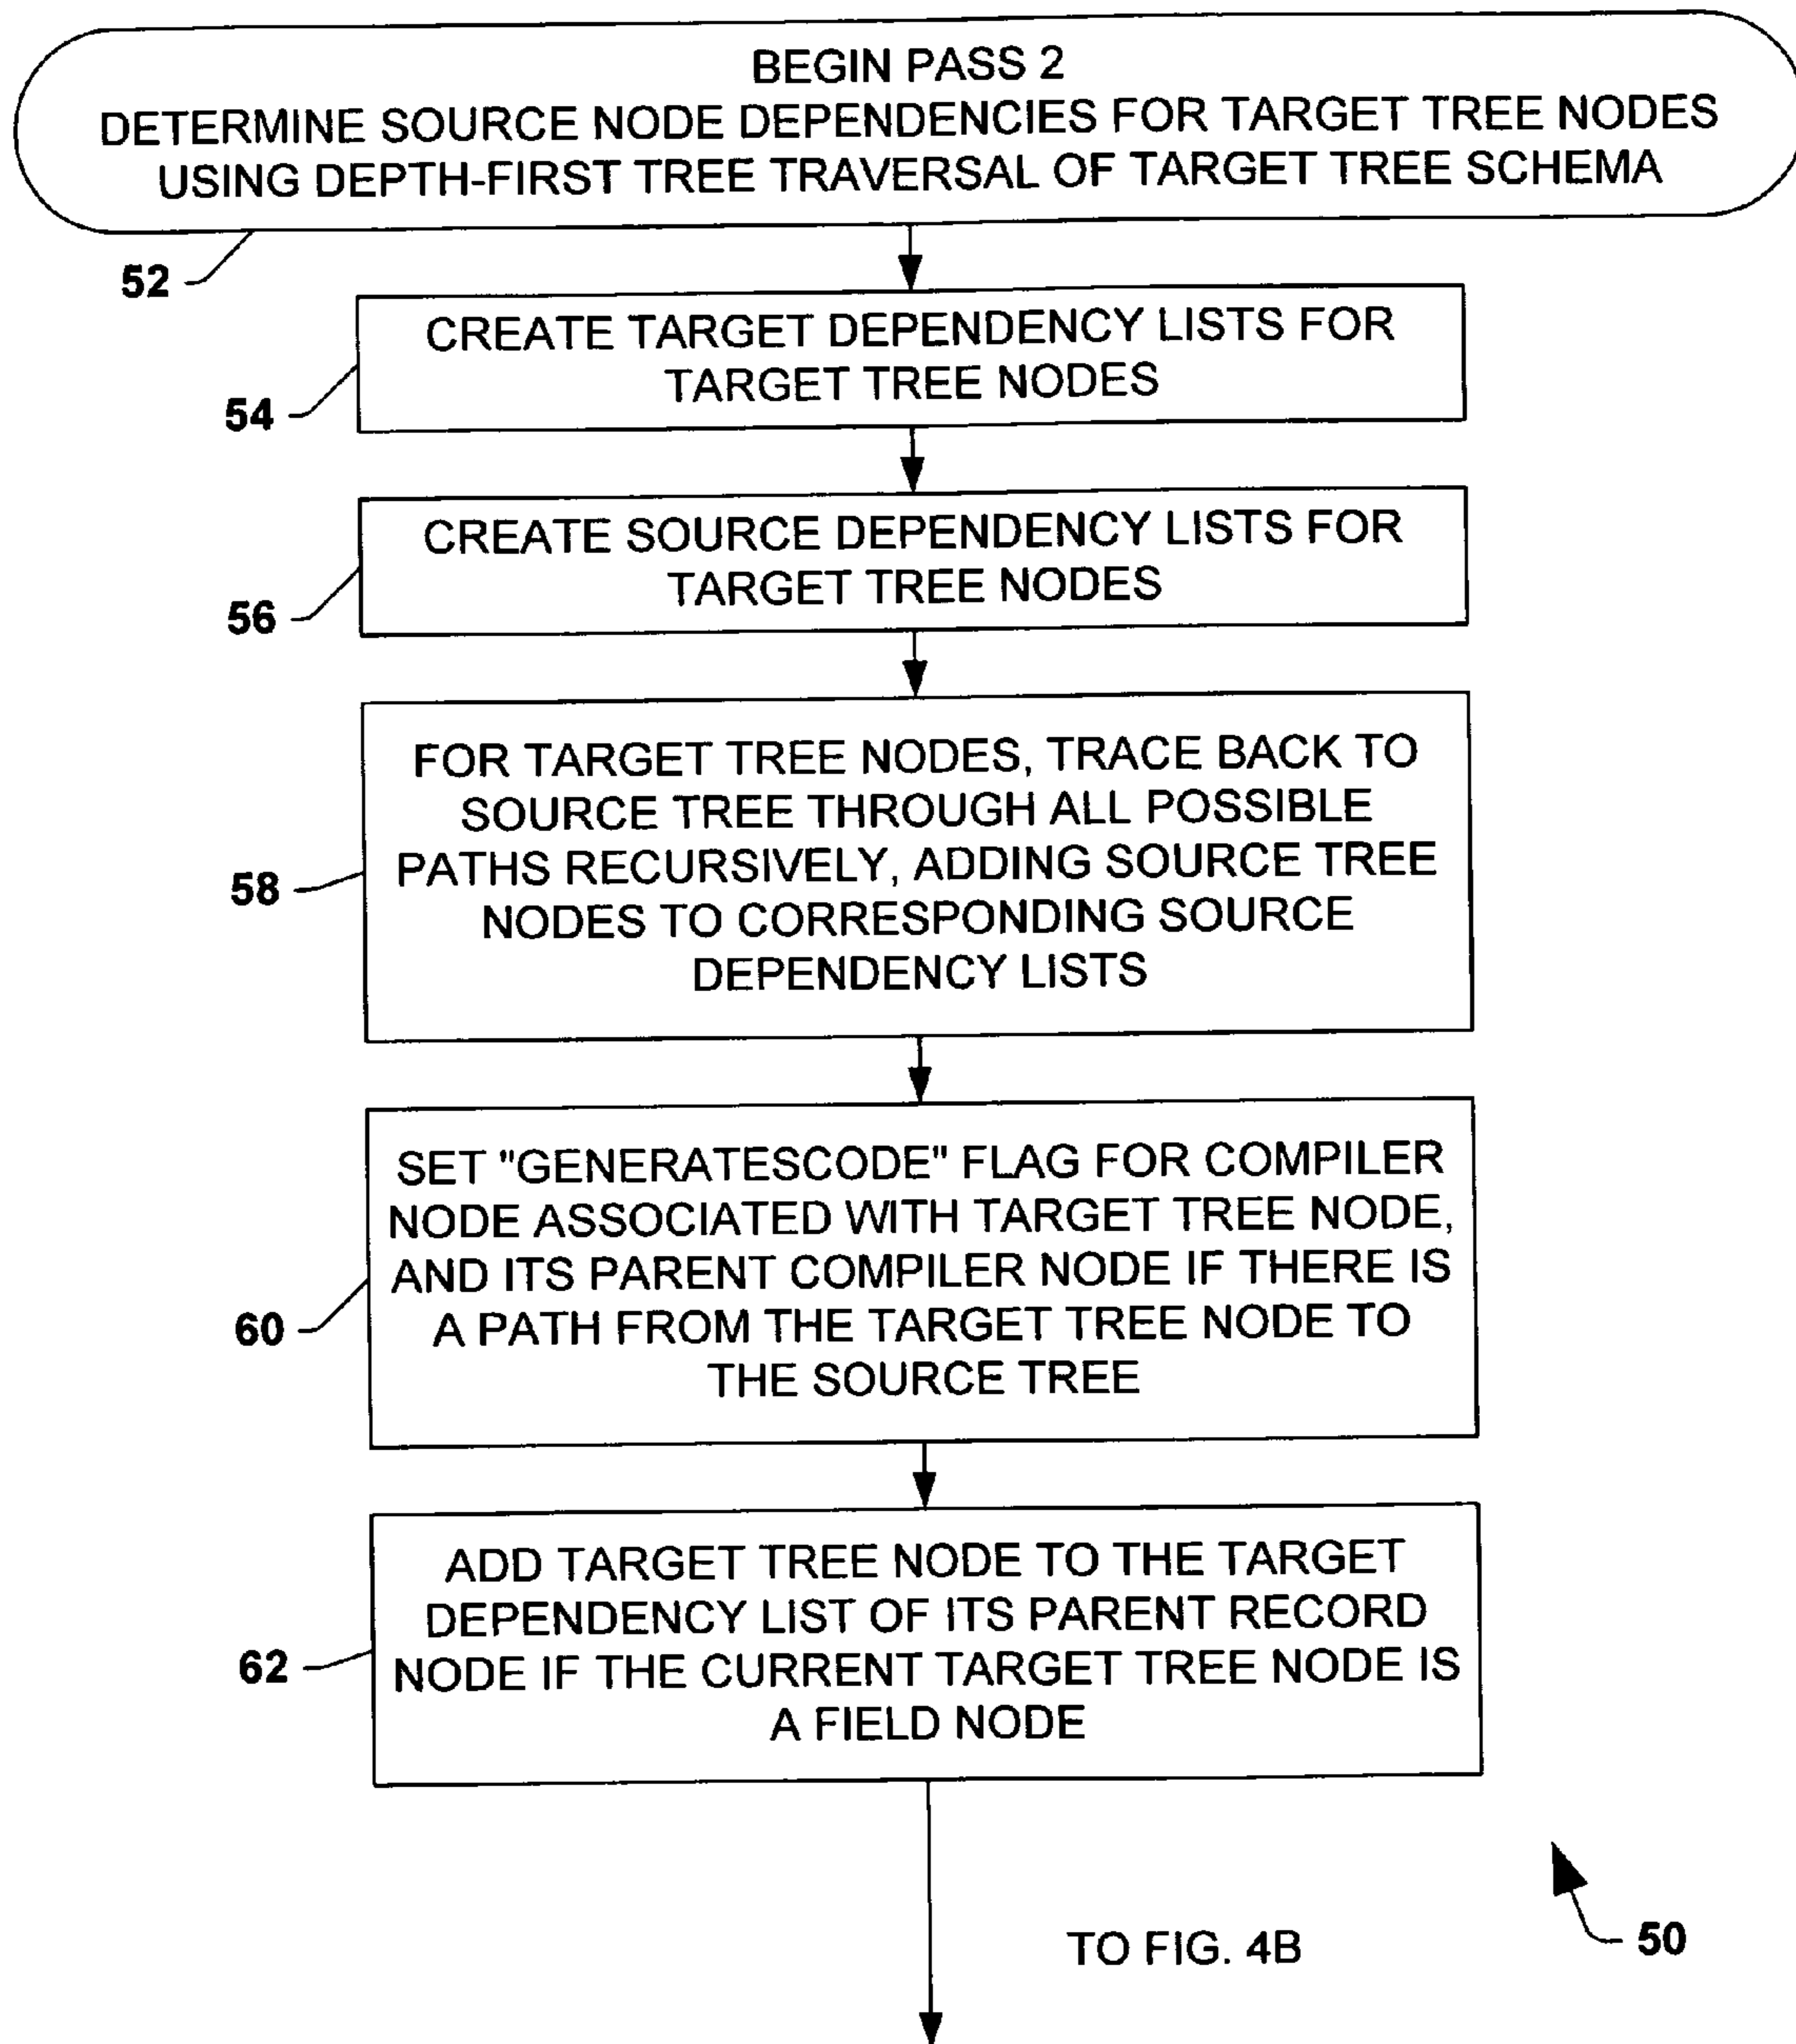 BEGIN PASS 2
DETERMINE SOURCE NODE DEPENDENCIES FOR TARGET TREE NODES
USING DEPTH-FIRST TREE TRAVERSAL OF TARGET TREE SCHEMA
52
CREATE TARGET DEPENDENCY LISTS FOR
TARGET TREE NODES
54
CREATE SOURCE DEPENDENCY LISTS FOR
TARGET TREE NODES
56
FOR TARGET TREE NODES, TRACE BACK TO
SOURCE TREE THROUGH ALL POSSIBLE
PATHS RECURSIVELY, ADDING SOURCE TREE
NODES TO CORRESPONDING SOURCE
DEPENDENCY LISTS
58
SET "GENERATESCODE" FLAG FOR COMPILER
NODE ASSOCIATED WITH TARGET TREE NODE,
AND ITS PARENT COMPILER NODE IF THERE IS
A PATH FROM THE TARGET TREE NODE TO
THE SOURCE TREE
60
ADD TARGET TREE NODE TO THE TARGET
DEPENDENCY LIST OF ITS PARENT RECORD
NODE IF THE CURRENT TARGET TREE NODE IS
A FIELD NODE
62
TO FIG. 4B
50